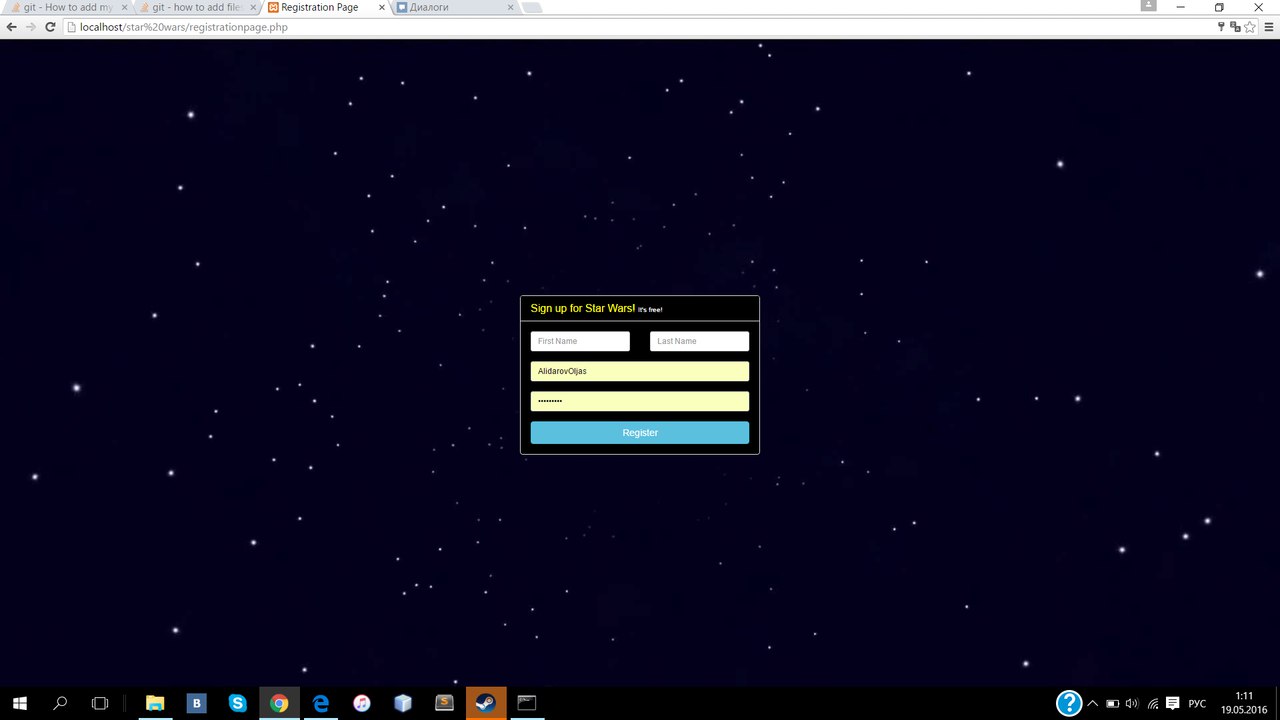 git - How to add my
git - how to add file
Registration Page
Диалоги
localhost/star%20wars/registrationpage.php
Sign up for Star Wars! It's free!
First Name Last Name
AlidarovOljas
•••••••••
Register
РУС
1:11
19.05.2016